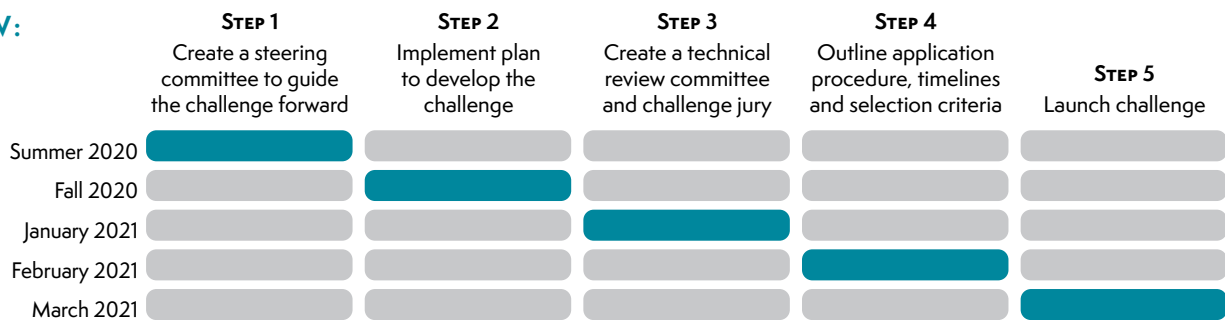 STEP 1
Create a steering
committee to guide
the challenge forward
STEP 2
Implement plan
to develop the
challenge
STEP 3
Create a technical
review committee
and challenge jury
STEP 4
Outline application
procedure, timelines
and selection criteria
STEP 5
Launch challenge
Summer 2020
Fall 2020
January 2021
February 2021
March 2021